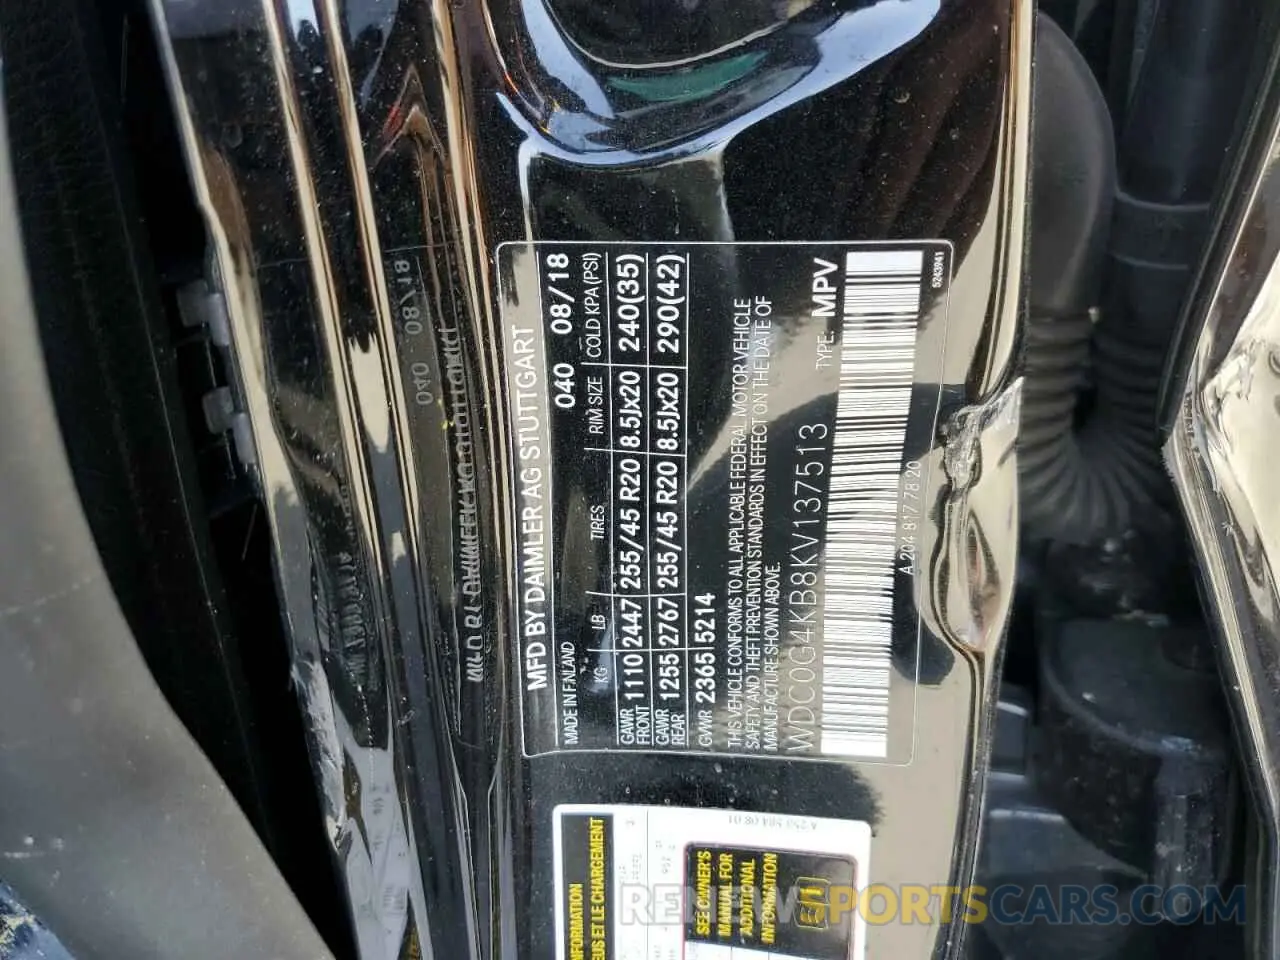 MFD BY DAIMLER AG STUTTGART
MADE IN FINLAND 040 08/18
KG LB TIRES RIM SIZE COLD KPA (PSI)
GAWR FRONT 1110 2447 255/45 R20 8.5Jx20 240(35)
GAWR REAR 1255 2767 255/45 R20 8.5Jx20 290(42)
GVWR 2365 5214
THIS VEHICLE CONFORMS TO ALL APPLICABLE FEDERAL MOTOR VEHICLE
SAFETY AND THEFT PREVENTION STANDARDS IN EFFECT ON THE DATE OF
MANUFACTURE SHOWN ABOVE.
WDC0G4KB8KV137513 TYPE: MPV
A 204 817 78 20
5243941
SEE OWNER'S
MANUAL FOR
ADDITIONAL
INFORMATION
RENEWSPORTSCARS.COM